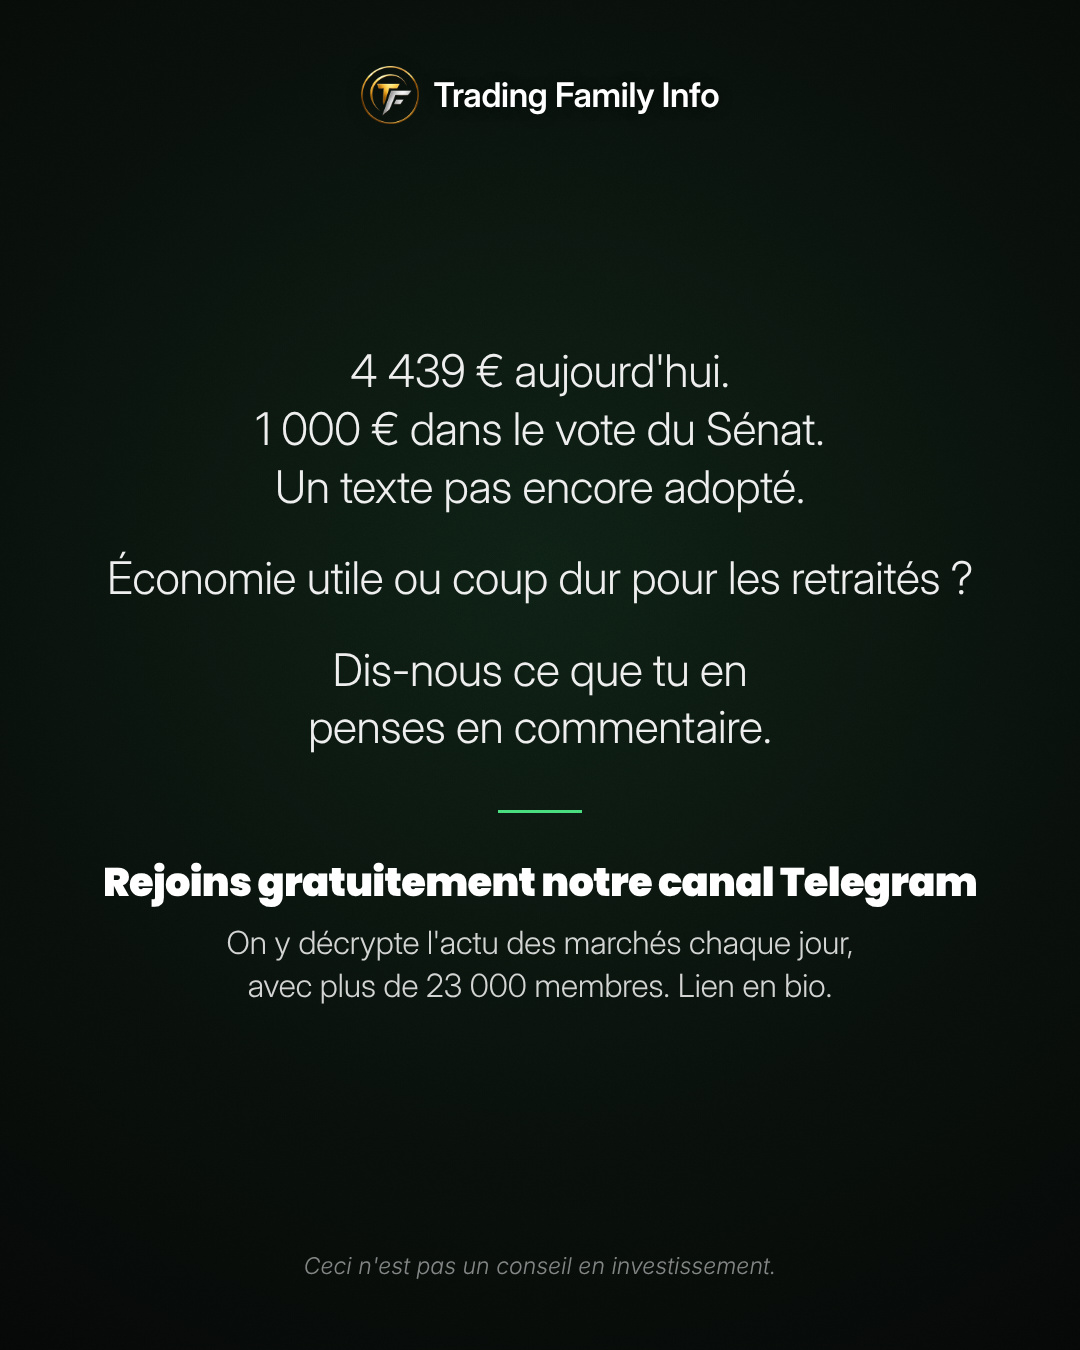 TF Trading Family Info
4 439 € aujourd'hui.
1 000 € dans le vote du Sénat.
Un texte pas encore adopté.
Économie utile ou coup dur pour les retraités ?
Dis-nous ce que tu en
penses en commentaire.
Rejoins gratuitement notre canal Telegram
On y décrypte l'actu des marchés chaque jour,
avec plus de 23 000 membres. Lien en bio.
Ceci n'est pas un conseil en investissement.